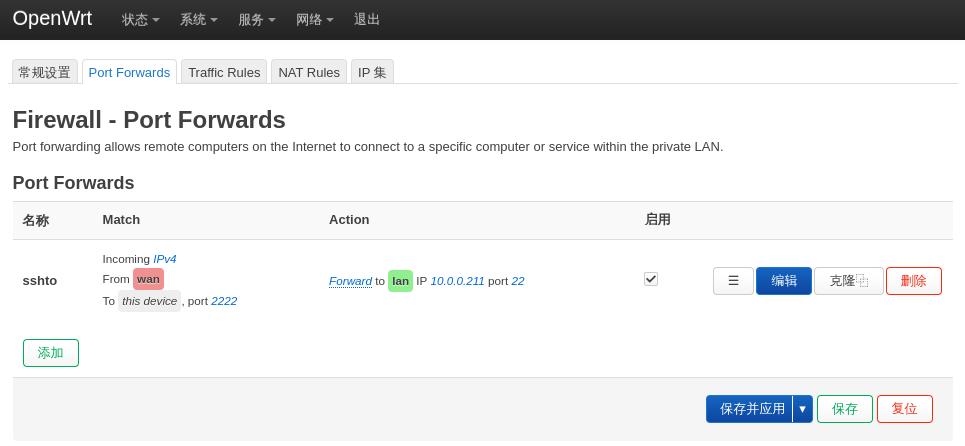 OpenWrt 状态 系统 服务 网络 退出
常规设置 Port Forwards Traffic Rules NAT Rules IP 集
Firewall - Port Forwards
Port forwarding allows remote computers on the Internet to connect to a specific computer or service within the private LAN.
Port Forwards
名称 Match Action 启用
Incoming IPv4
From wan
sshto Forward to lan IP 10.0.0.211 port 22 ☰ 编辑 克隆⿻ 删除
To this device, port 2222
添加
保存并应用 ▾ 保存 复位